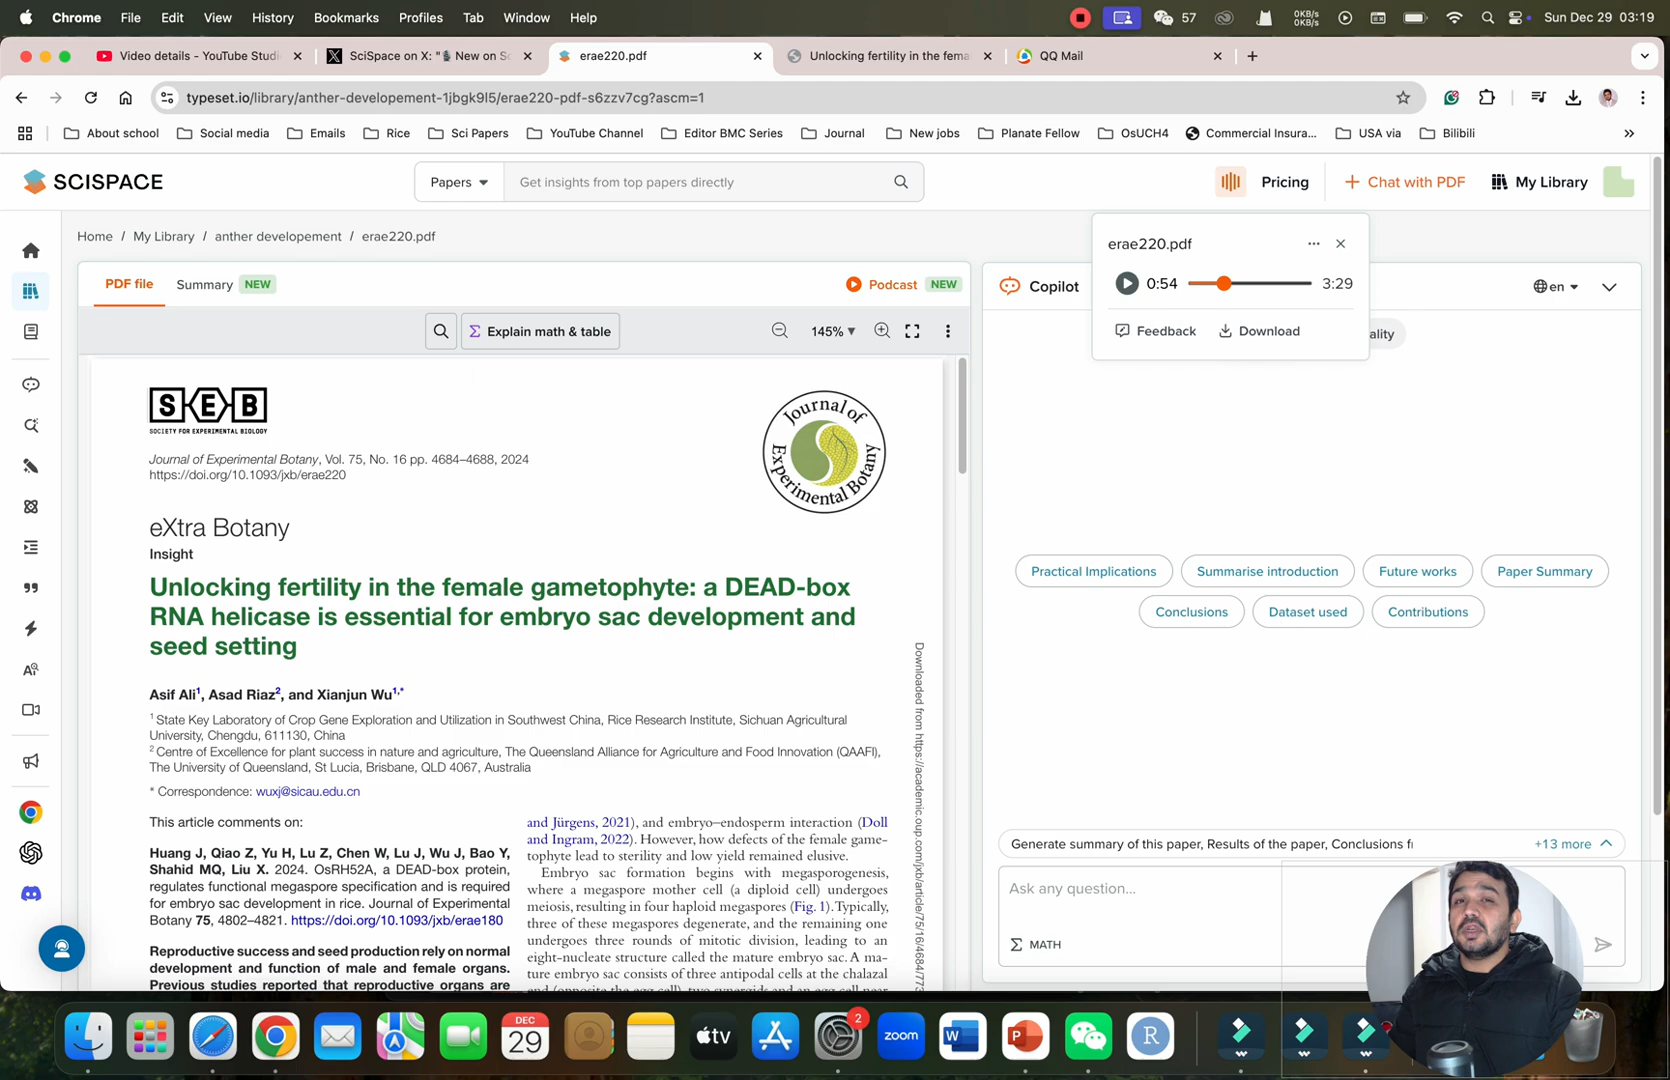 Chrome File Edit View History Bookmarks Profiles Tab Window Help 57 0KB/s 0KB/s Sun Dec 29 03:19
Video details - YouTube Studi
SciSpace on X: "🎙 New on Sc
erae220.pdf
Unlocking fertility in the fema
QQ Mail
typeset.io/library/anther-developement-1jbgk9l5/erae220-pdf-s6zzv7cg?ascm=1
About school Social media Emails Rice Sci Papers YouTube Channel Editor BMC Series Journal New jobs Planate Fellow OsUCH4 Commercial Insura... USA via Bilibili »
SCISPACE
Papers
Get insights from top papers directly
Pricing
Chat with PDF
My Library
Home / My Library / anther developement / erae220.pdf
erae220.pdf
0:54 3:29
Feedback Download
PDF file Summary NEW Podcast NEW
Copilot
en
Explain math & table
145%
ality
S E B
SOCIETY FOR EXPERIMENTAL BIOLOGY
Journal of Experimental Botany
Journal of Experimental Botany, Vol. 75, No. 16 pp. 4684–4688, 2024
https://doi.org/10.1093/jxb/erae220
eXtra Botany
Insight
Unlocking fertility in the female gametophyte: a DEAD-box
RNA helicase is essential for embryo sac development and
seed setting
Asif Ali1, Asad Riaz2, and Xianjun Wu1,*
1 State Key Laboratory of Crop Gene Exploration and Utilization in Southwest China, Rice Research Institute, Sichuan Agricultural
University, Chengdu, 611130, China
2 Centre of Excellence for plant success in nature and agriculture, The Queensland Alliance for Agriculture and Food Innovation (QAAFI),
The University of Queensland, St Lucia, Brisbane, QLD 4067, Australia
* Correspondence: wuxj@sicau.edu.cn
This article comments on:
Huang J, Qiao Z, Yu H, Lu Z, Chen W, Lu J, Wu J, Bao Y,
Shahid MQ, Liu X. 2024. OsRH52A, a DEAD-box protein,
regulates functional megaspore specification and is required
for embryo sac development in rice. Journal of Experimental
Botany 75, 4802–4821. https://doi.org/10.1093/jxb/erae180
Reproductive success and seed production rely on normal
development and function of male and female organs.
Previous studies reported that reproductive organs are
and Jürgens, 2021), and embryo–endosperm interaction (Doll
and Ingram, 2022). However, how defects of the female game-
tophyte lead to sterility and low yield remained elusive.
Embryo sac formation begins with megasporogenesis,
where a megaspore mother cell (a diploid cell) undergoes
meiosis, resulting in four haploid megaspores (Fig. 1). Typically,
three of these megaspores degenerate, and the remaining one
undergoes three rounds of mitotic division, leading to an
eight-nucleate structure called the mature embryo sac. A ma-
ture embryo sac consists of three antipodal cells at the chalazal
end (opposite the egg cell), two synergids and an egg cell near
Downloaded from https://academic.oup.com/jxb/article/75/16/4684/773
Practical Implications Summarise introduction Future works Paper Summary
Conclusions Dataset used Contributions
Generate summary of this paper, Results of the paper, Conclusions fr +13 more
Ask any question...
MATH
DEC
29
tv
2
zoom
W
P
R